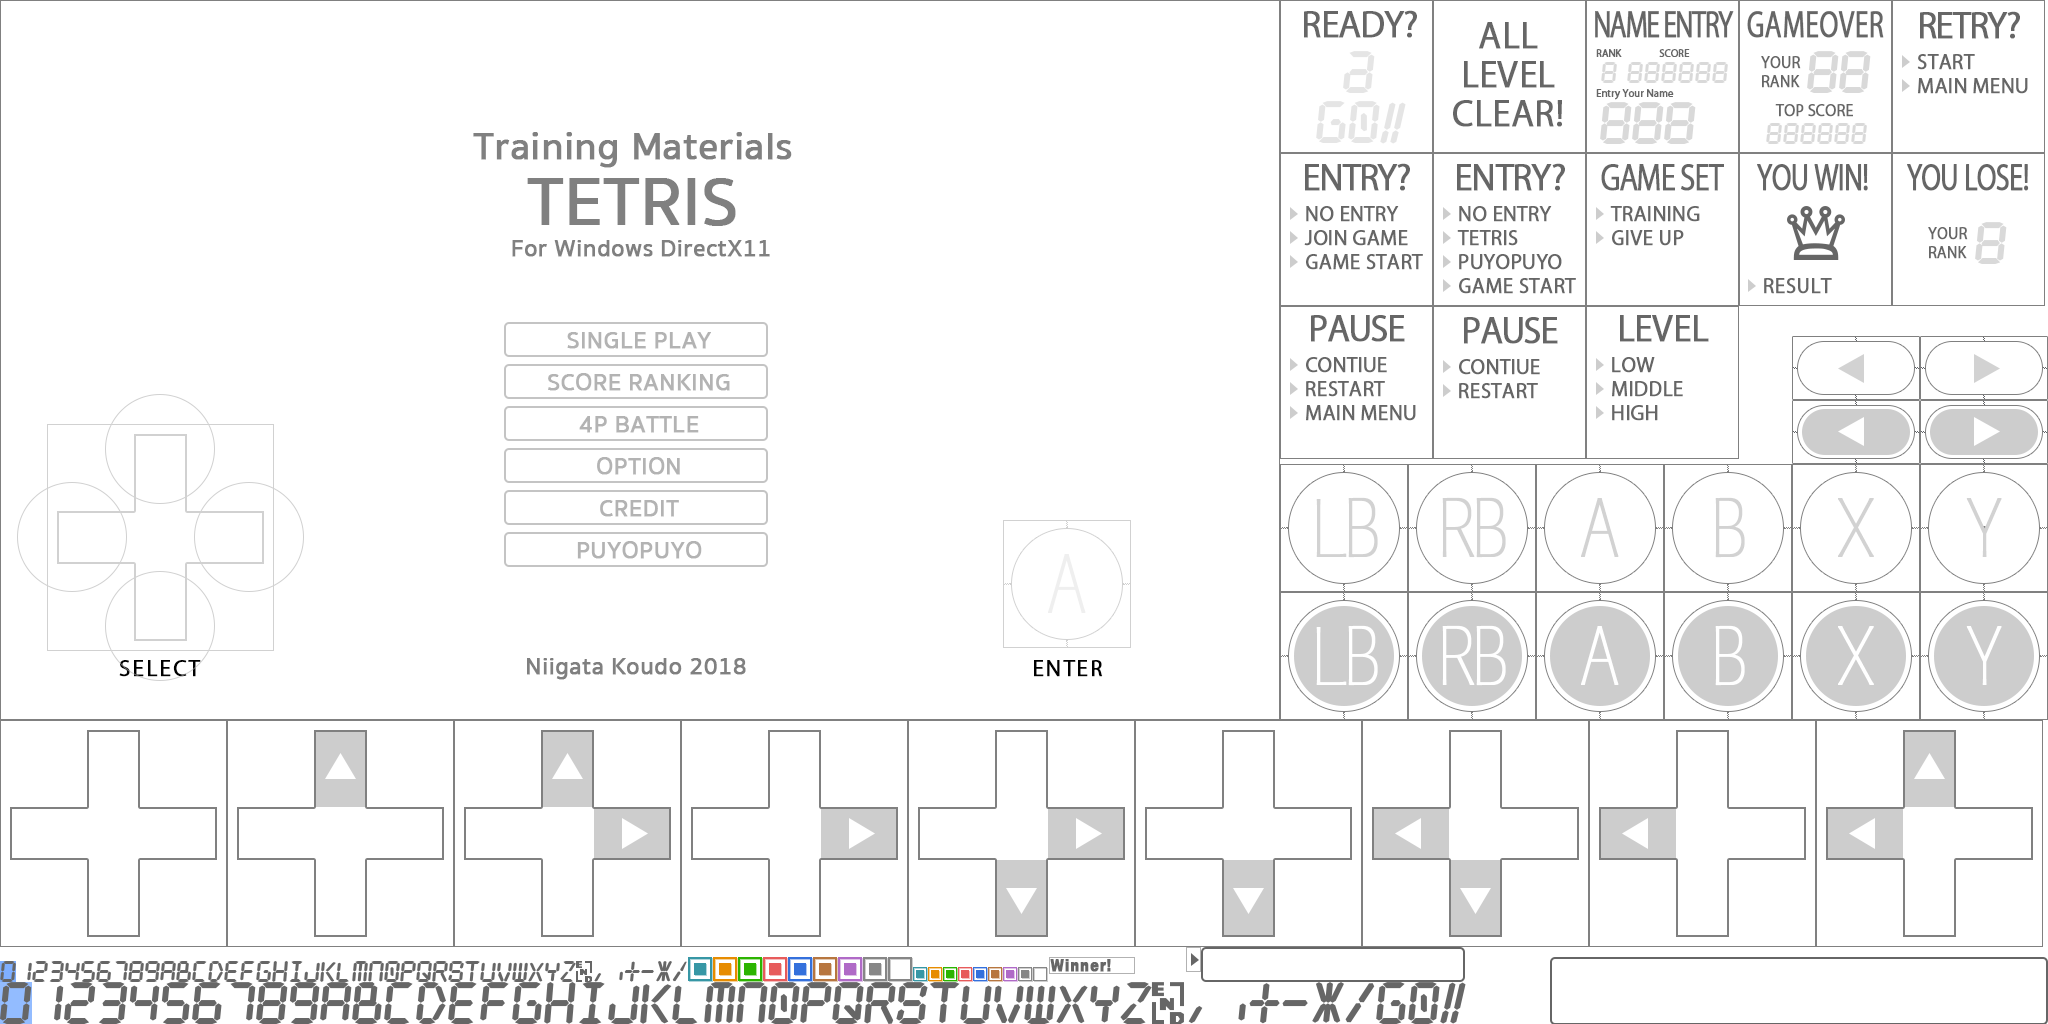 Training Materials
TETRIS
For Windows DirectX11
SINGLE PLAY
SCORE RANKING
4P BATTLE
OPTION
CREDIT
PUYOPUYO
SELECT
Niigata Koudo 2018
A
ENTER
READY?
GO!!
ALL
LEVEL
CLEAR!
NAME ENTRY
RANK SCORE
8 888888
Entry Your Name
888
GAMEOVER
YOUR
RANK 88
TOP SCORE
888888
RETRY?
START
MAIN MENU
ENTRY?
NO ENTRY
JOIN GAME
GAME START
ENTRY?
NO ENTRY
TETRIS
PUYOPUYO
GAME START
GAME SET
TRAINING
GIVE UP
YOU WIN!
RESULT
YOU LOSE!
YOUR
RANK 8
PAUSE
CONTIUE
RESTART
MAIN MENU
PAUSE
CONTIUE
RESTART
LEVEL
LOW
MIDDLE
HIGH
LB RB A B X Y
LB RB A B X Y
0123456789ABCDEFGHIJKLMNOPQRSTUVWXYZ END , .+-*/
Winner!
0123456789ABCDEFGHIJKLMNOPQRSTUVWXYZ END , .+-*/GO!!